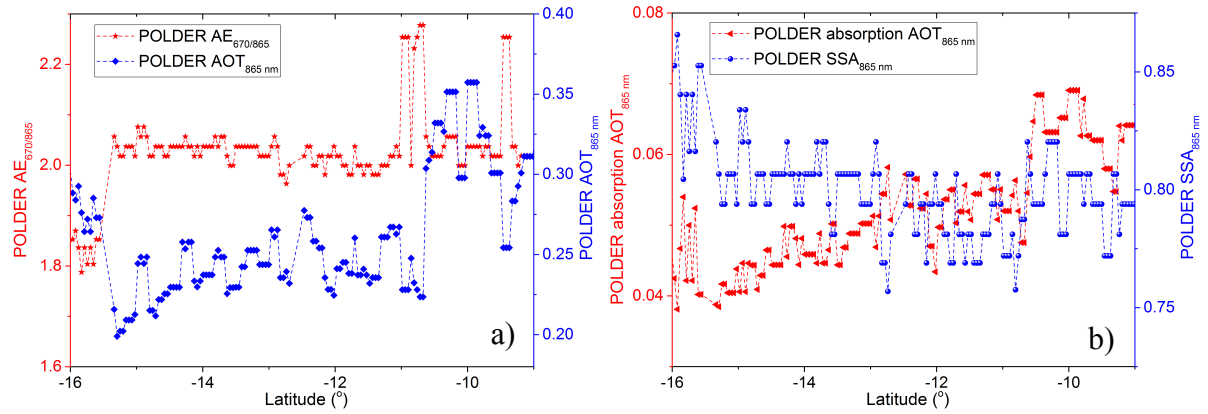 POLDER AE670/865
POLDER AOT865 nm
2.2
2.0
1.8
1.6
POLDER AE670/865
0.40
0.35
0.30
0.25
0.20
POLDER AOT865 nm
-16 -14 -12 -10
Latitude (o)
a)
POLDER absorption AOT865 nm
POLDER SSA865 nm
0.08
0.06
0.04
POLDER absorption AOT865 nm
0.85
0.80
0.75
POLDER SSA865 nm
-16 -14 -12 -10
Latitude (o)
b)